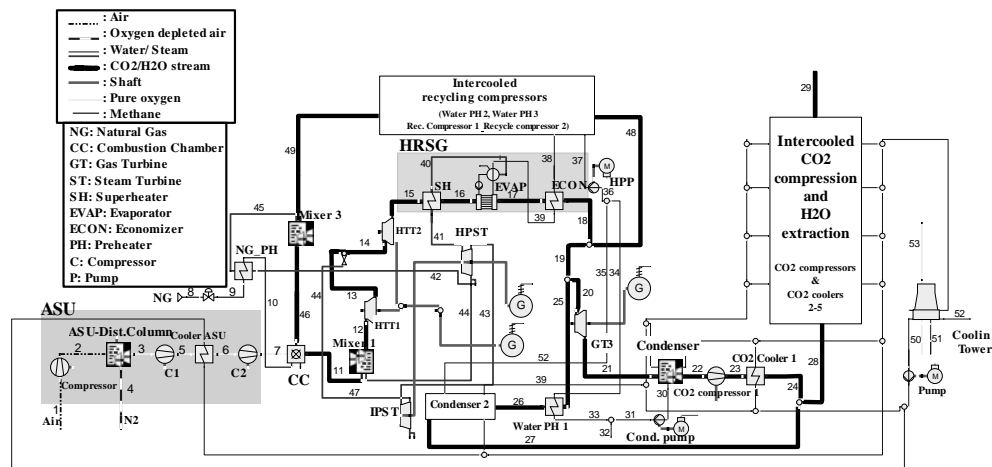 : Air
: Oxygen depleted air
: Water/ Steam
: CO2/H2O stream
: Shaft
: Pure oxygen
: Methane
NG: Natural Gas
CC: Combustion Chamber
GT: Gas Turbine
ST: Steam Turbine
SH: Superheater
EVAP: Evaporator
ECON: Economizer
PH: Preheater
C: Compressor
P: Pump
Intercooled
recycling compressors
(Water PH 2, Water PH 3
Rec. Compressor 1_Recycle compressor 2)
29
49
48
HRSG
40
38
37
M
HPP
36
SH
EVAP
ECON
15
16
17
39
18
Intercooled
CO2
compression
and
H2O
extraction
CO2 compressors
&
CO2 coolers
2-5
45
Mixer 3
HTT2
14
41
HPST
19
35
34
53
NG_PH
42
NG
8
9
10
44
13
25
20
G
46
HTT1
44
43
GT3
52
Coolin
Tower
ASU
ASU-Dist.Column
Cooler ASU
2
3
5
6
7
C1
C2
Compressor
4
1
Air
N2
CC
12
Mixer 1
11
G
47
IPST
52
39
21
Condenser
CO2 Cooler 1
22
23
24
28
50
51
M
Pump
30
CO2 compressor 1
Condenser 2
26
33
31
Water PH 1
32
M
Cond. pump
27